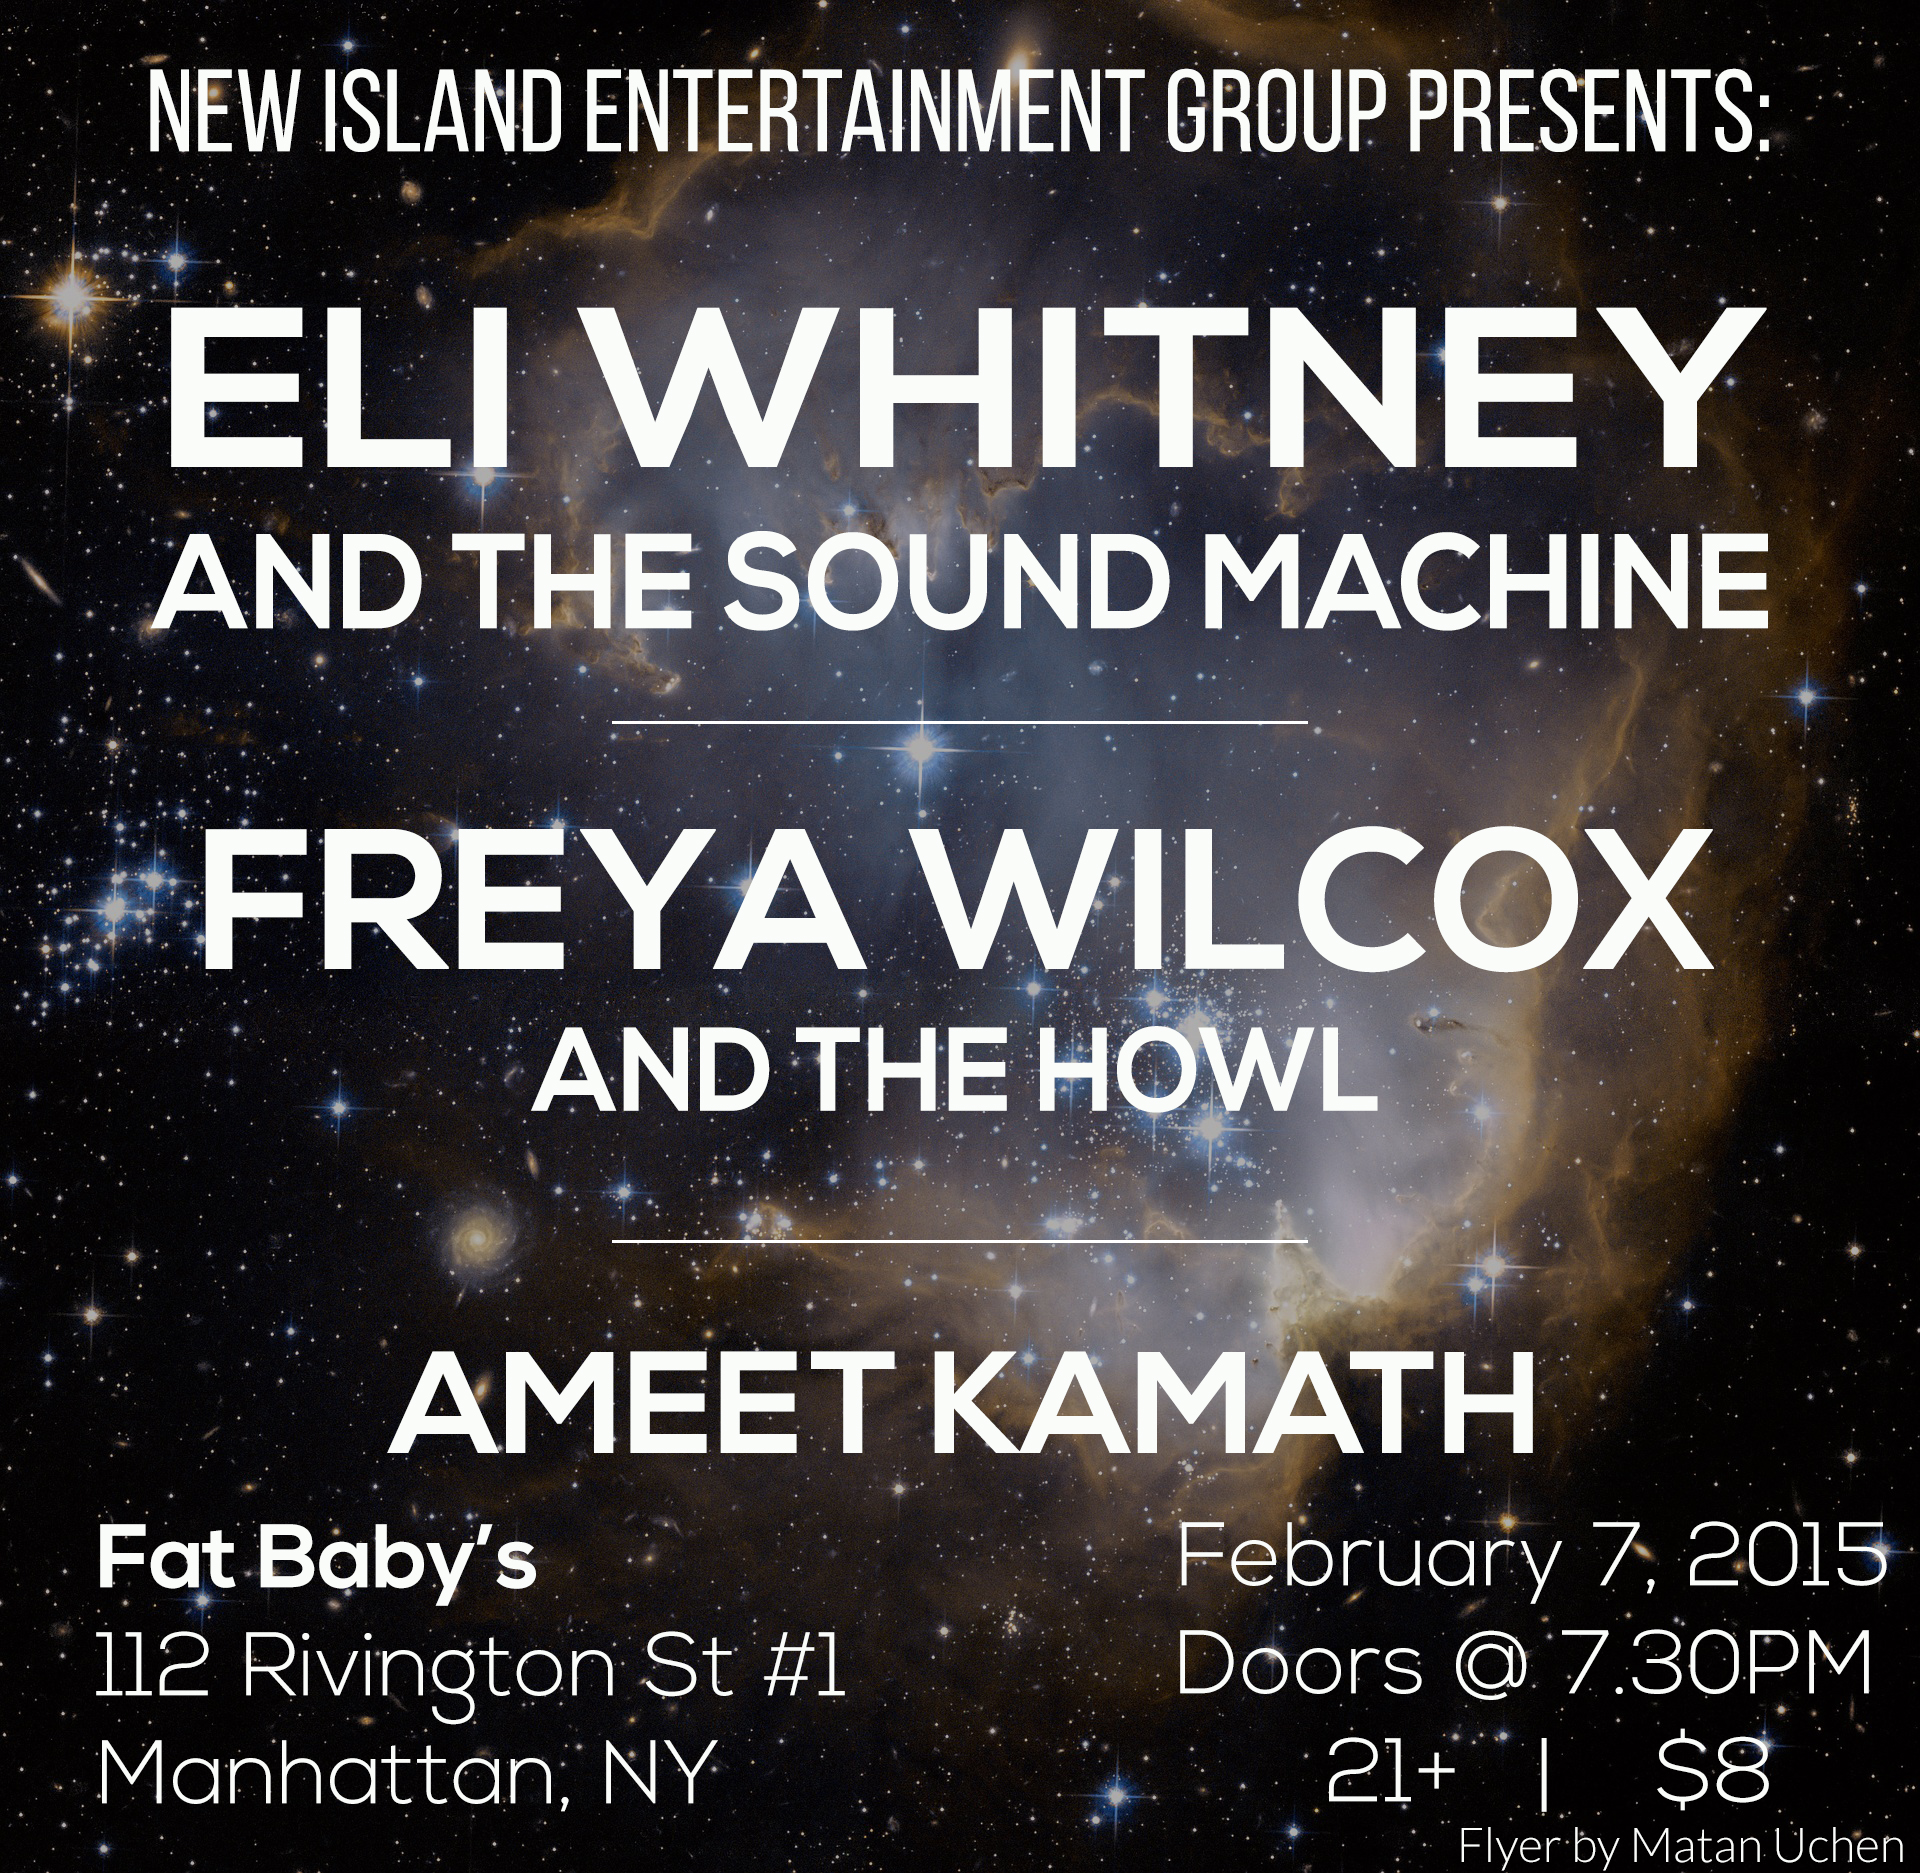 NEW ISLAND ENTERTAINMENT GROUP PRESENTS:
ELI WHITNEY
AND THE SOUND MACHINE
FREYA WILCOX
AND THE HOWL
AMEET KAMATH
Fat Baby's
112 Rivington St #1
Manhattan, NY
February 7, 2015
Doors @ 7.30PM
21+ | $8
Flyer by Matan Uchen